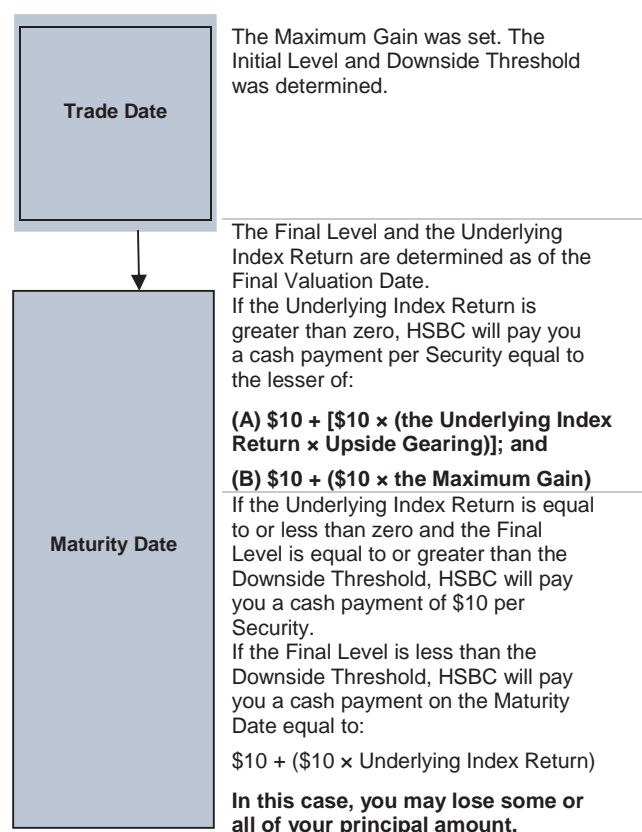 Trade Date
The Maximum Gain was set. The
Initial Level and Downside Threshold
was determined.
Maturity Date
The Final Level and the Underlying
Index Return are determined as of the
Final Valuation Date.
If the Underlying Index Return is
greater than zero, HSBC will pay you
a cash payment per Security equal to
the lesser of:
(A) $10 + [$10 × (the Underlying Index
Return × Upside Gearing)]; and
(B) $10 + ($10 × the Maximum Gain)
If the Underlying Index Return is equal
to or less than zero and the Final
Level is equal to or greater than the
Downside Threshold, HSBC will pay
you a cash payment of $10 per
Security.
If the Final Level is less than the
Downside Threshold, HSBC will pay
you a cash payment on the Maturity
Date equal to:
$10 + ($10 × Underlying Index Return)
In this case, you may lose some or
all of your principal amount.